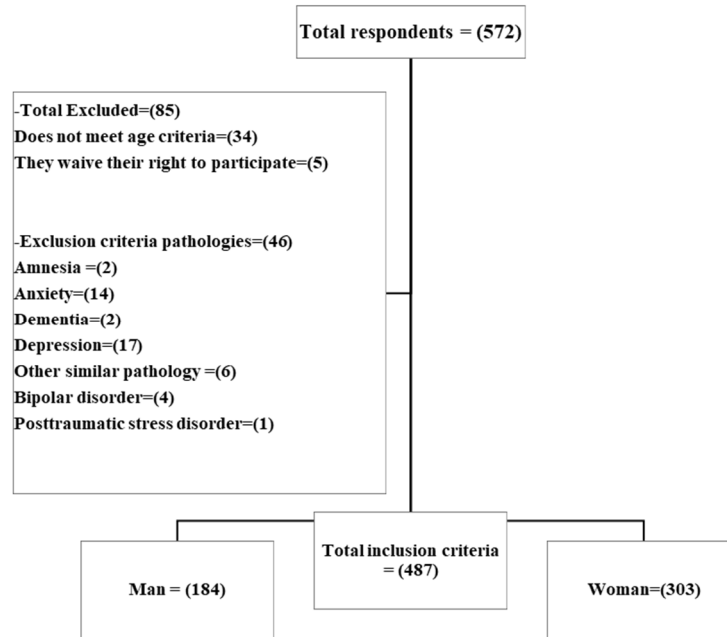 Total respondents = (572)
-Total Excluded=(85)
Does not meet age criteria=(34)
They waive their right to participate=(5)
-Exclusion criteria pathologies=(46)
Amnesia =(2)
Anxiety=(14)
Dementia=(2)
Depression=(17)
Other similar pathology =(6)
Bipolar disorder=(4)
Posttraumatic stress disorder=(1)
Total inclusion criteria
= (487)
Man = (184)
Woman=(303)